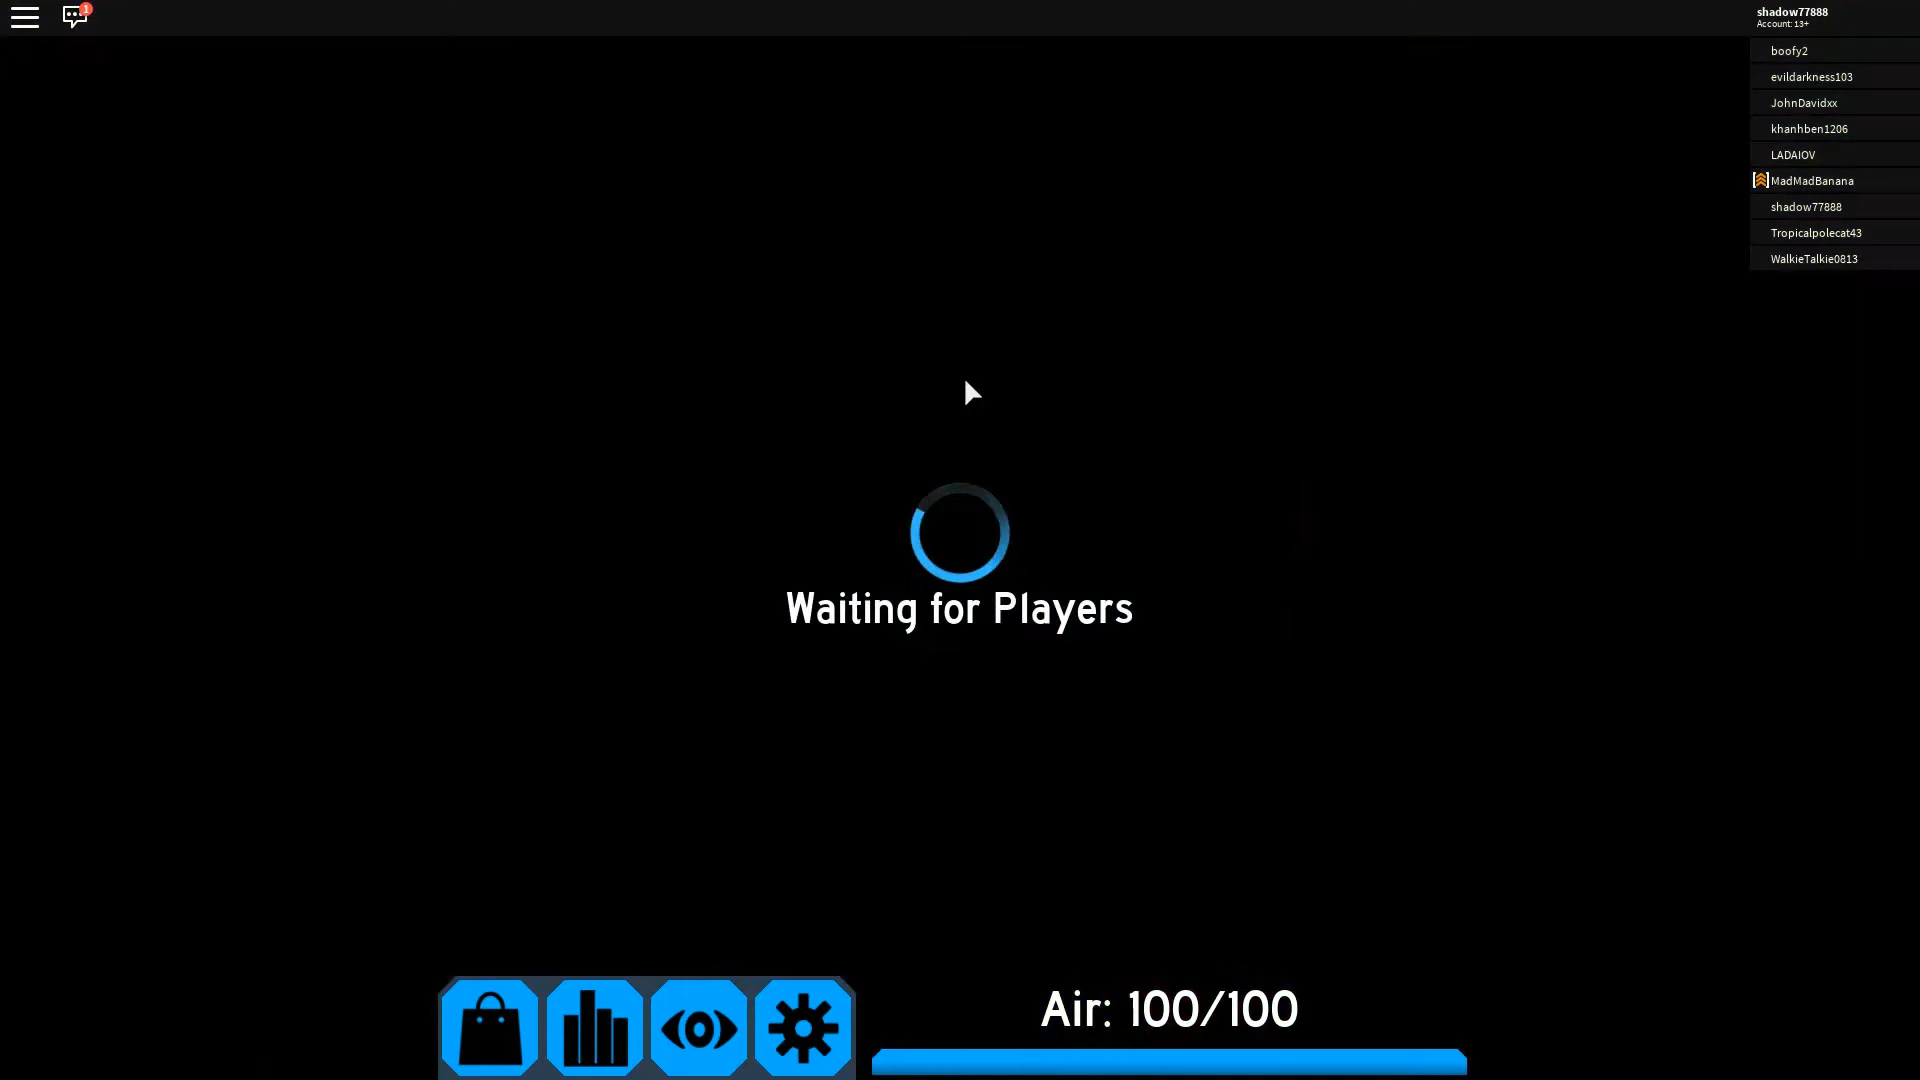 1
shadow77888
Account: 13+
boofy2
evildarkness103
JohnDavidxx
khanhben1206
LADAIOV
MadMadBanana
shadow77888
Tropicalpolecat43
WalkieTalkie0813
Waiting for Players
Air: 100/100